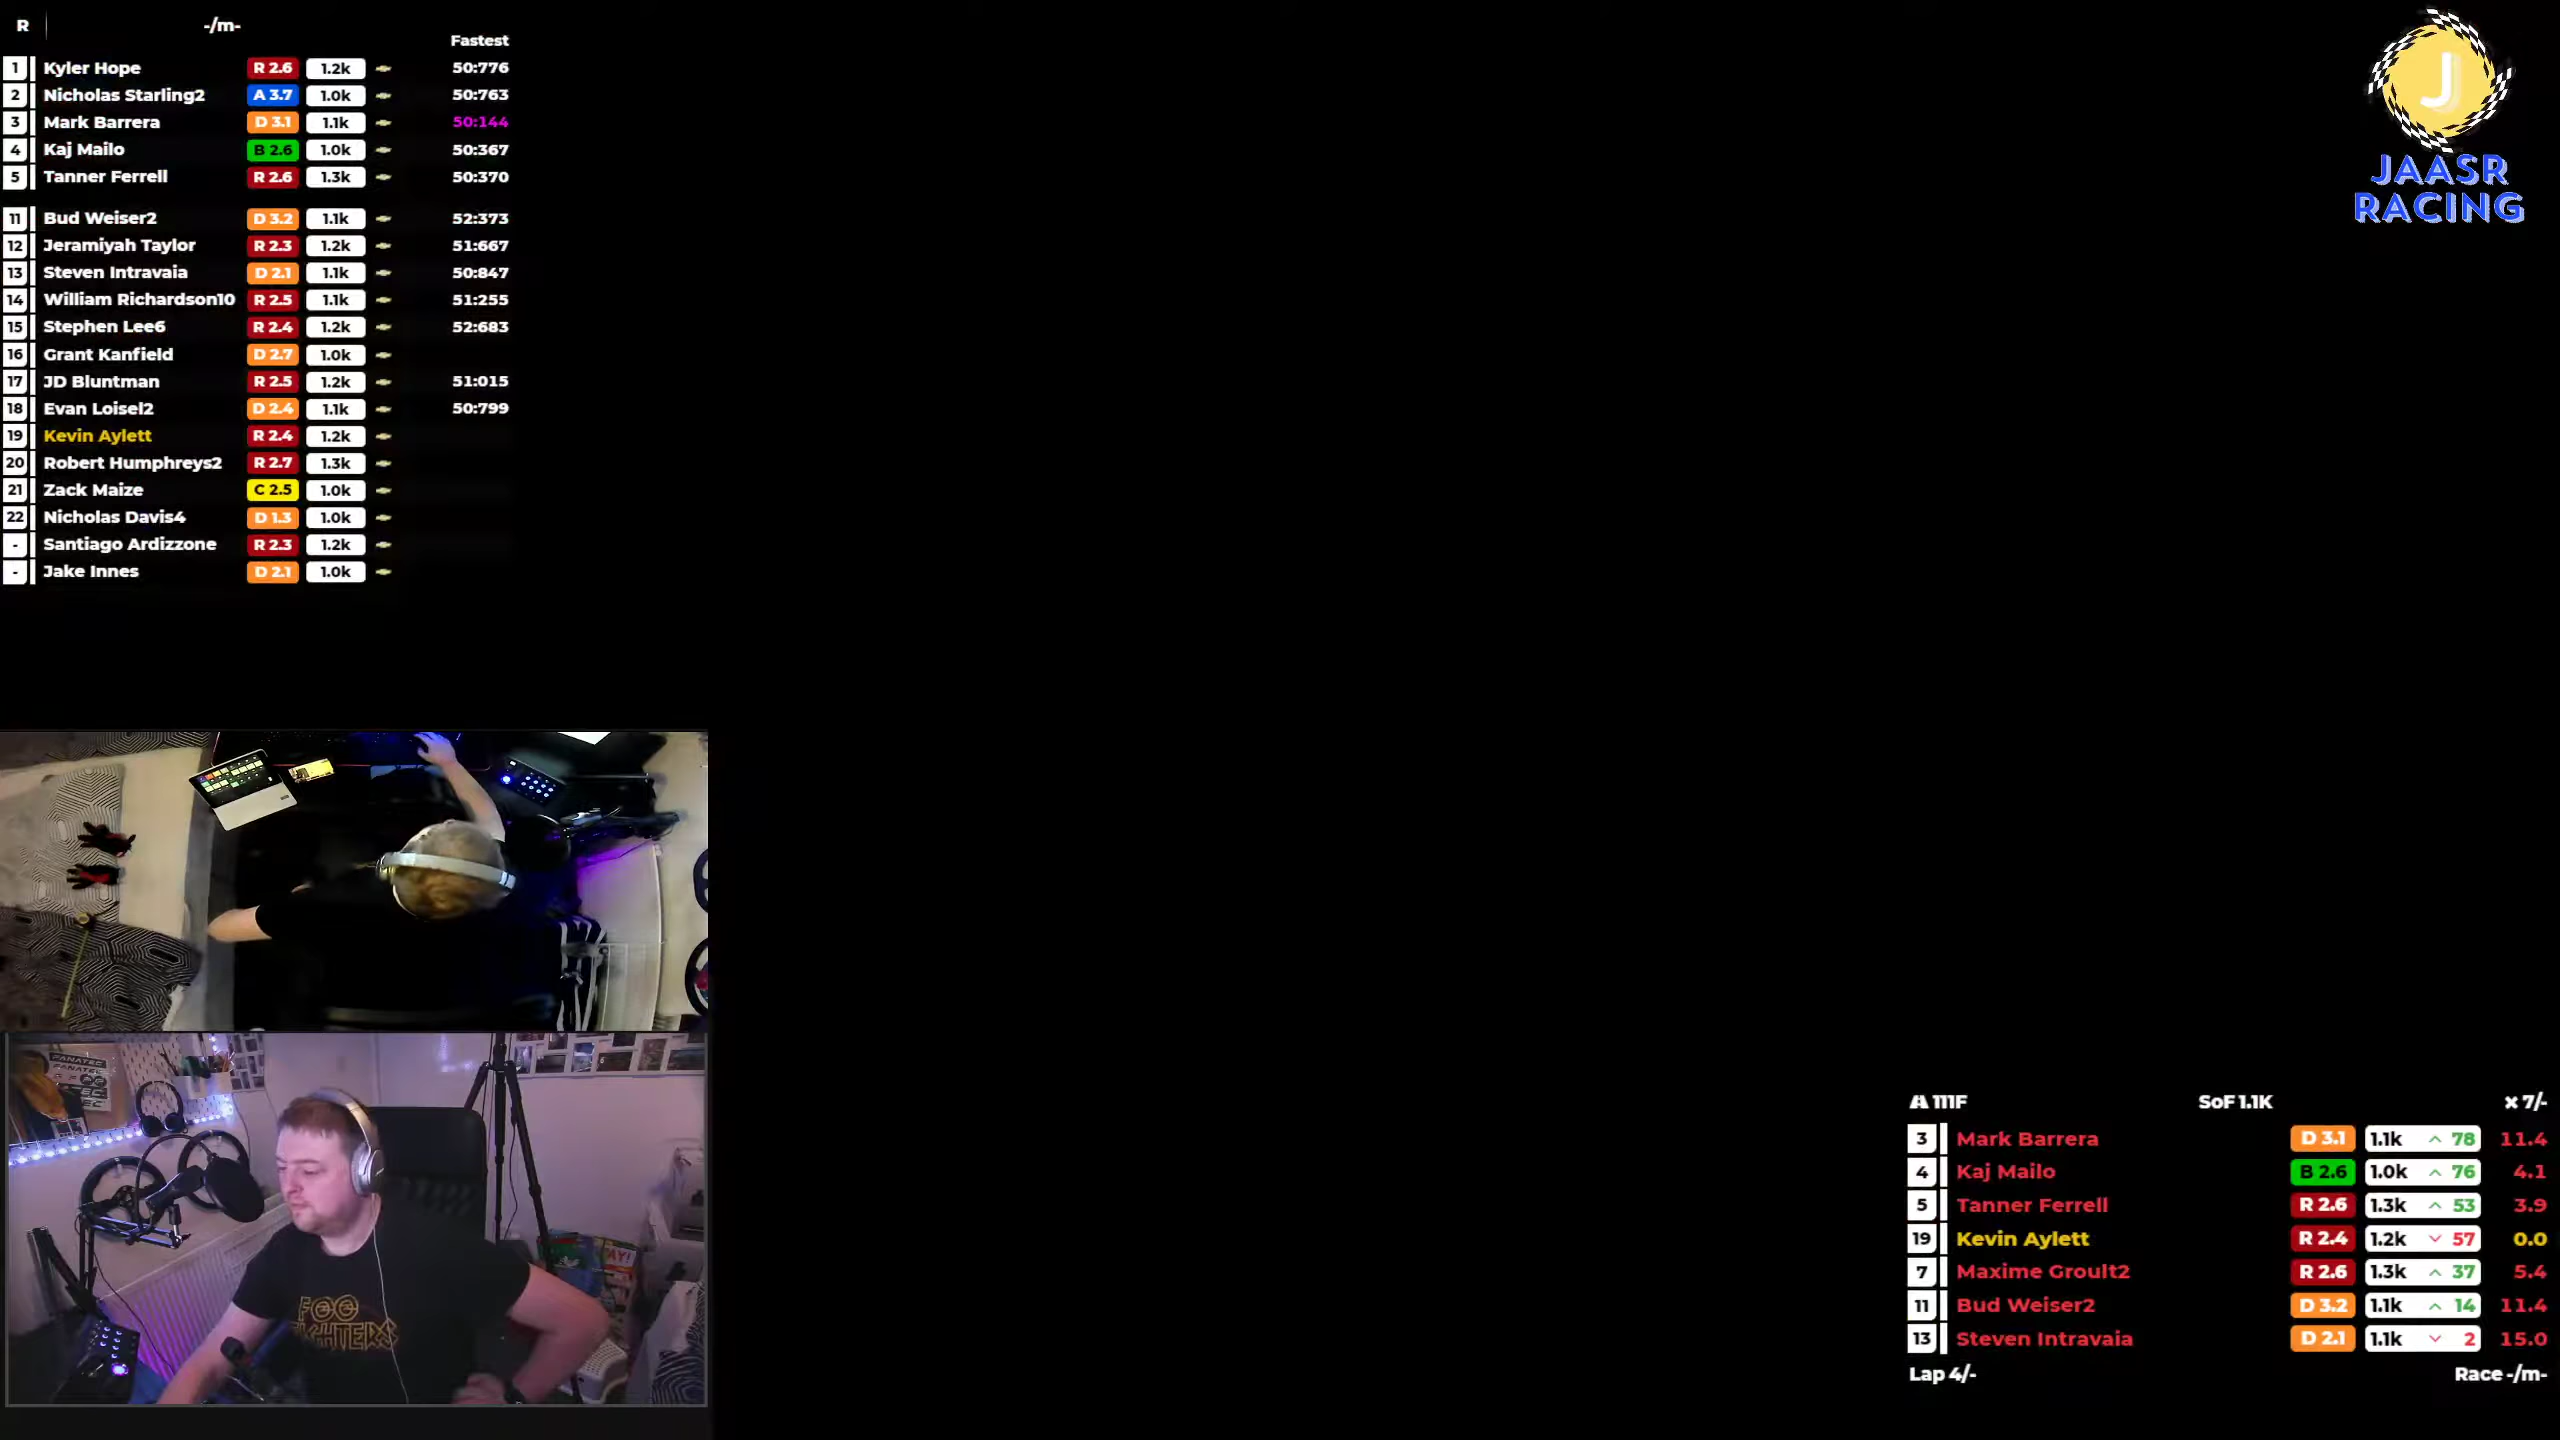 R -/m-
Fastest
1 Kyler Hope R 2.6 1.2k 50:776
2 Nicholas Starling2 A 3.7 1.0k 50:763
3 Mark Barrera D 3.1 1.1k 50:144
4 Kaj Mailo B 2.6 1.0k 50:367
5 Tanner Ferrell R 2.6 1.3k 50:370
11 Bud Weiser2 D 3.2 1.1k 52:373
12 Jeramiyah Taylor R 2.3 1.2k 51:667
13 Steven Intravaia D 2.1 1.1k 50:847
14 William Richardson10 R 2.5 1.1k 51:255
15 Stephen Lee6 R 2.4 1.2k 52:683
16 Grant Kanfield D 2.7 1.0k
17 JD Bluntman R 2.5 1.2k 51:015
18 Evan Loisel2 D 2.4 1.1k 50:799
19 Kevin Aylett R 2.4 1.2k
20 Robert Humphreys2 R 2.7 1.3k
21 Zack Maize C 2.5 1.0k
22 Nicholas Davis4 D 1.3 1.0k
- Santiago Ardizzone R 2.3 1.2k
- Jake Innes D 2.1 1.0k
J
JAASR
RACING
FANATEC
FOO
FIGHTERS
111F SoF 1.1K x 7/-
3 Mark Barrera D 3.1 1.1k 78 11.4
4 Kaj Mailo B 2.6 1.0k 76 4.1
5 Tanner Ferrell R 2.6 1.3k 53 3.9
19 Kevin Aylett R 2.4 1.2k 57 0.0
7 Maxime Groult2 R 2.6 1.3k 37 5.4
11 Bud Weiser2 D 3.2 1.1k 14 11.4
13 Steven Intravaia D 2.1 1.1k 2 15.0
Lap 4/- Race -/m-